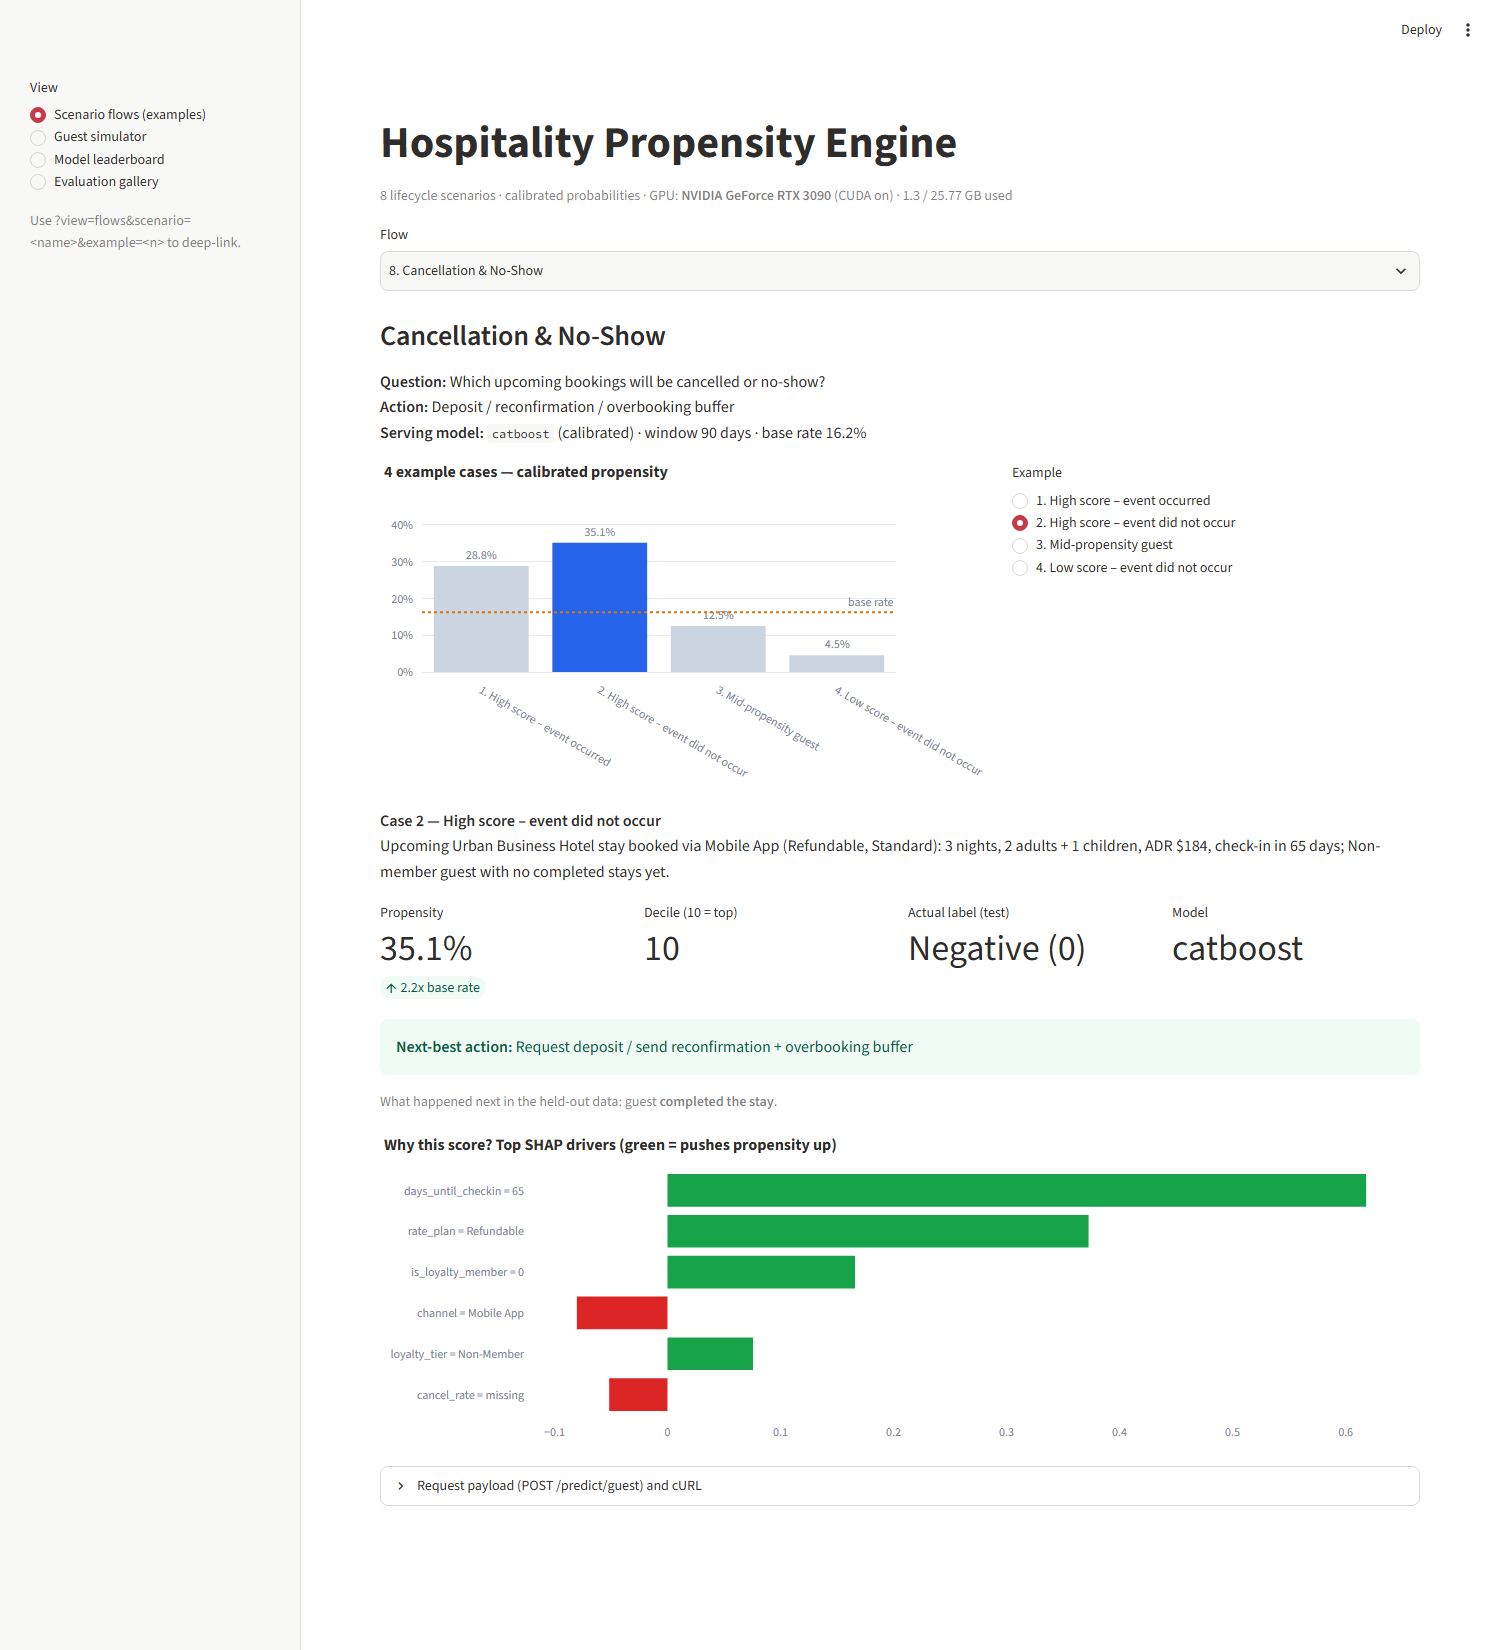 Deploy
View
Scenario flows (examples)
Guest simulator
Model leaderboard
Evaluation gallery
Use ?view=flows&scenario=
<name>&example=<n> to deep-link.
Hospitality Propensity Engine
8 lifecycle scenarios · calibrated probabilities · GPU: NVIDIA GeForce RTX 3090 (CUDA on) · 1.3 / 25.77 GB used
Flow
8. Cancellation & No-Show
Cancellation & No-Show
Question: Which upcoming bookings will be cancelled or no-show?
Action: Deposit / reconfirmation / overbooking buffer
Serving model: catboost (calibrated) · window 90 days · base rate 16.2%
4 example cases — calibrated propensity
40%
30%
20%
10%
0%
28.8%
35.1%
12.5%
4.5%
base rate
1. High score – event occurred
2. High score – event did not occur
3. Mid-propensity guest
4. Low score – event did not occur
Example
1. High score – event occurred
2. High score – event did not occur
3. Mid-propensity guest
4. Low score – event did not occur
Case 2 — High score – event did not occur
Upcoming Urban Business Hotel stay booked via Mobile App (Refundable, Standard): 3 nights, 2 adults + 1 children, ADR $184, check-in in 65 days; Non-
member guest with no completed stays yet.
Propensity
35.1%
↑ 2.2x base rate
Decile (10 = top)
10
Actual label (test)
Negative (0)
Model
catboost
Next-best action: Request deposit / send reconfirmation + overbooking buffer
What happened next in the held-out data: guest completed the stay.
Why this score? Top SHAP drivers (green = pushes propensity up)
days_until_checkin = 65
rate_plan = Refundable
is_loyalty_member = 0
channel = Mobile App
loyalty_tier = Non-Member
cancel_rate = missing
−0.1
0
0.1
0.2
0.3
0.4
0.5
0.6
Request payload (POST /predict/guest) and cURL